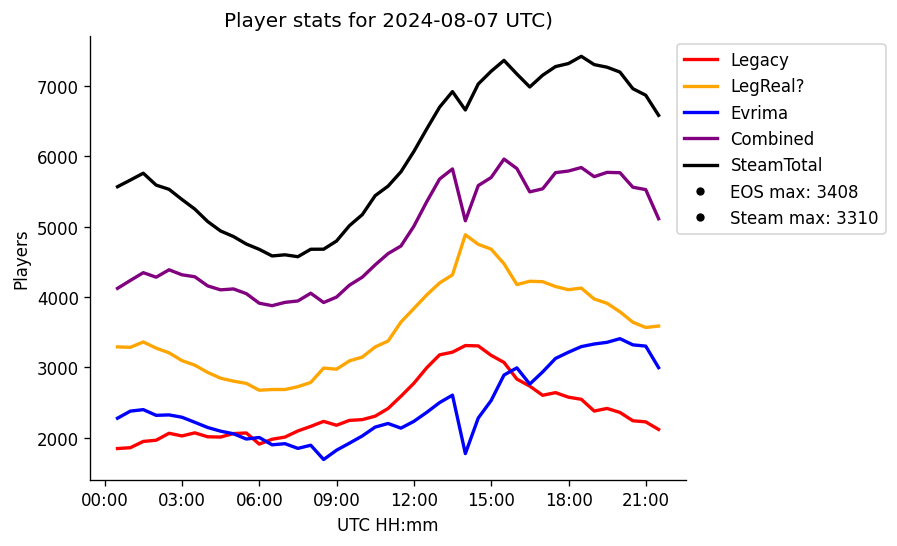 Player stats for 2024-08-07 UTC)
Legacy
LegReal?
Evrima
Combined
SteamTotal
EOS max: 3408
Steam max: 3310
Players
7000
6000
5000
4000
3000
2000
00:00 03:00 06:00 09:00 12:00 15:00 18:00 21:00
UTC HH:mm